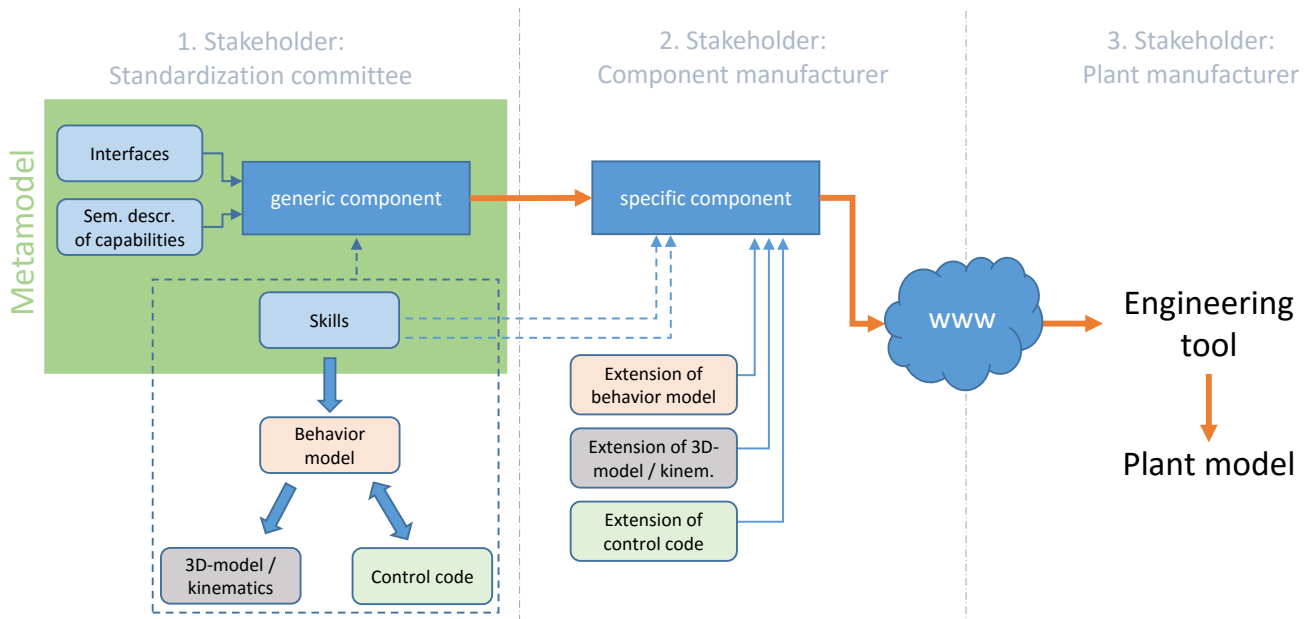 1. Stakeholder:
Standardization committee
2. Stakeholder:
Component manufacturer
3. Stakeholder:
Plant manufacturer
Metamodel
Interfaces
Sem. descr.
of capabilities
generic component
specific component
Skills
www
Engineering
tool
Plant model
Behavior
model
3D-model /
kinematics
Control code
Extension of
behavior model
Extension of 3D-
model / kinem.
Extension of
control code